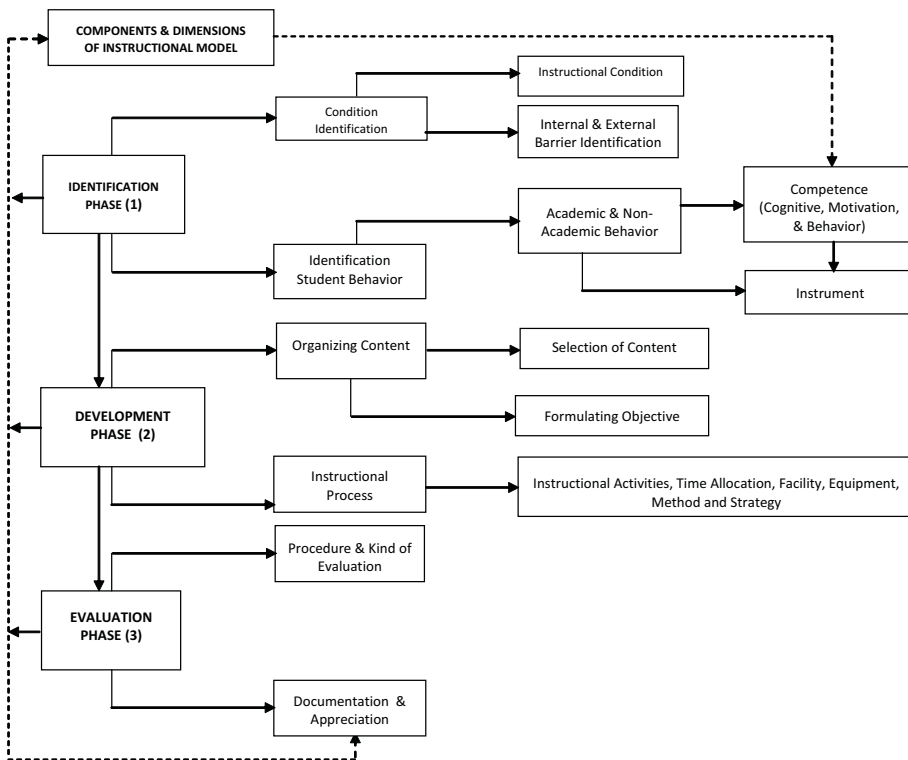 COMPONENTS & DIMENSIONS
OF INSTRUCTIONAL MODEL
Instructional Condition
Condition
Identification
Internal & External
Barrier Identification
IDENTIFICATION
PHASE (1)
Competence
(Cognitive, Motivation,
& Behavior)
Academic & Non-
Academic Behavior
Identification
Student Behavior
Instrument
Organizing Content
Selection of Content
DEVELOPMENT
PHASE (2)
Formulating Objective
Instructional
Process
Instructional Activities, Time Allocation, Facility, Equipment,
Method and Strategy
Procedure & Kind of
Evaluation
EVALUATION
PHASE (3)
Documentation &
Appreciation